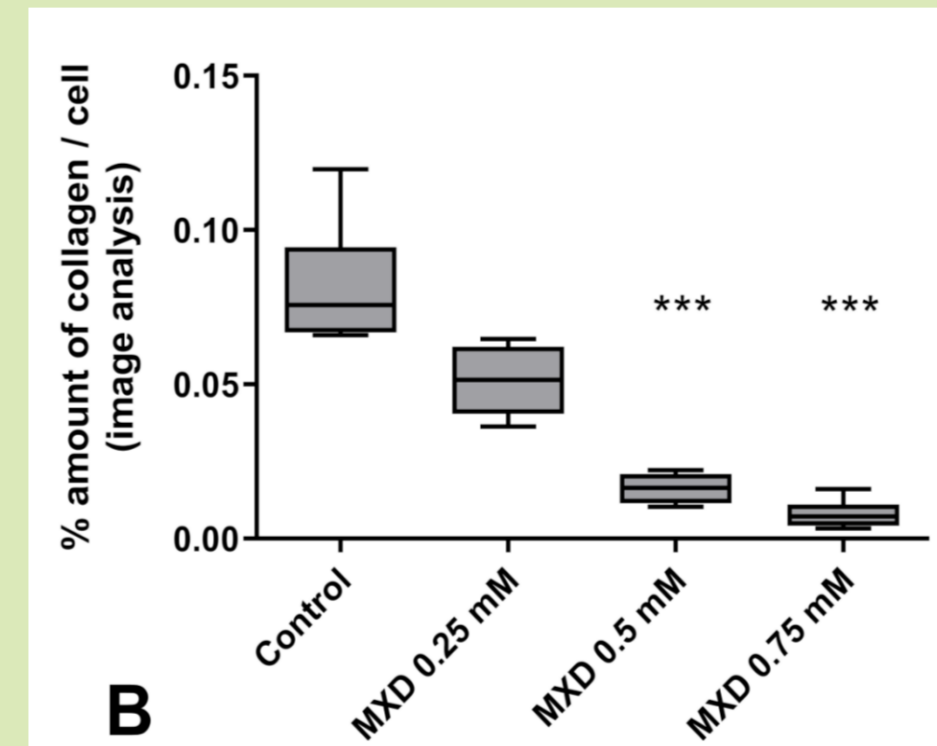 % amount of collagen / cell
(image analysis)
0.15
0.10
0.05
0.00
*** ***
Control
MXD 0.25 mM
MXD 0.5 mM
MXD 0.75 mM
B